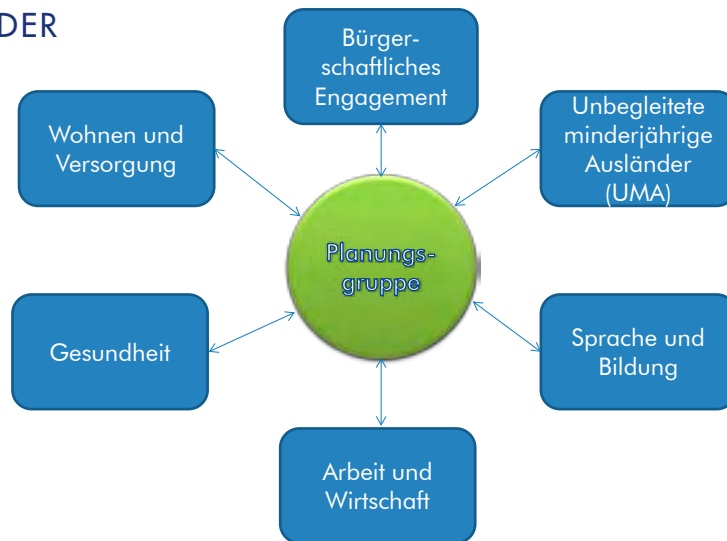 DER
Bürger-
schaftliches
Engagement
Wohnen und
Versorgung
Unbegleitete
minderjährige
Ausländer
(UMA)
Planungs-
gruppe
Gesundheit
Sprache und
Bildung
Arbeit und
Wirtschaft